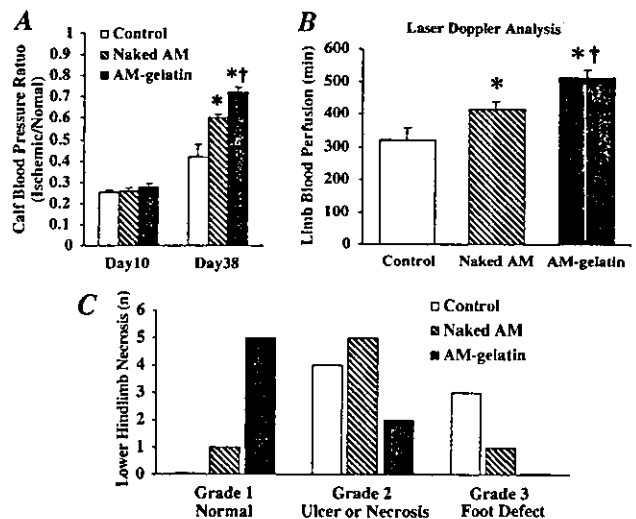 A
Calf Blood Pressure Ratuo
(Ischemic/Nomal)
1
0.9
0.8
0.7
0.6
0.5
0.4
0.3
0.2
0.1
0
Control
Naked AM
AM-gelatin
*
*†
Day10
Day38
B
Laser Doppler Analysis
Limb Blood Perfusion (min)
600
500
400
300
200
100
0
*
*†
Control
Naked AM
AM-gelatin
C
Lower Hindlimb Necrosis (n)
6
5
4
3
2
1
0
Control
Naked AM
AM-gelatin
Grade 1
Normal
Grade 2
Ulcer or Necrosis
Grade 3
Foot Defect